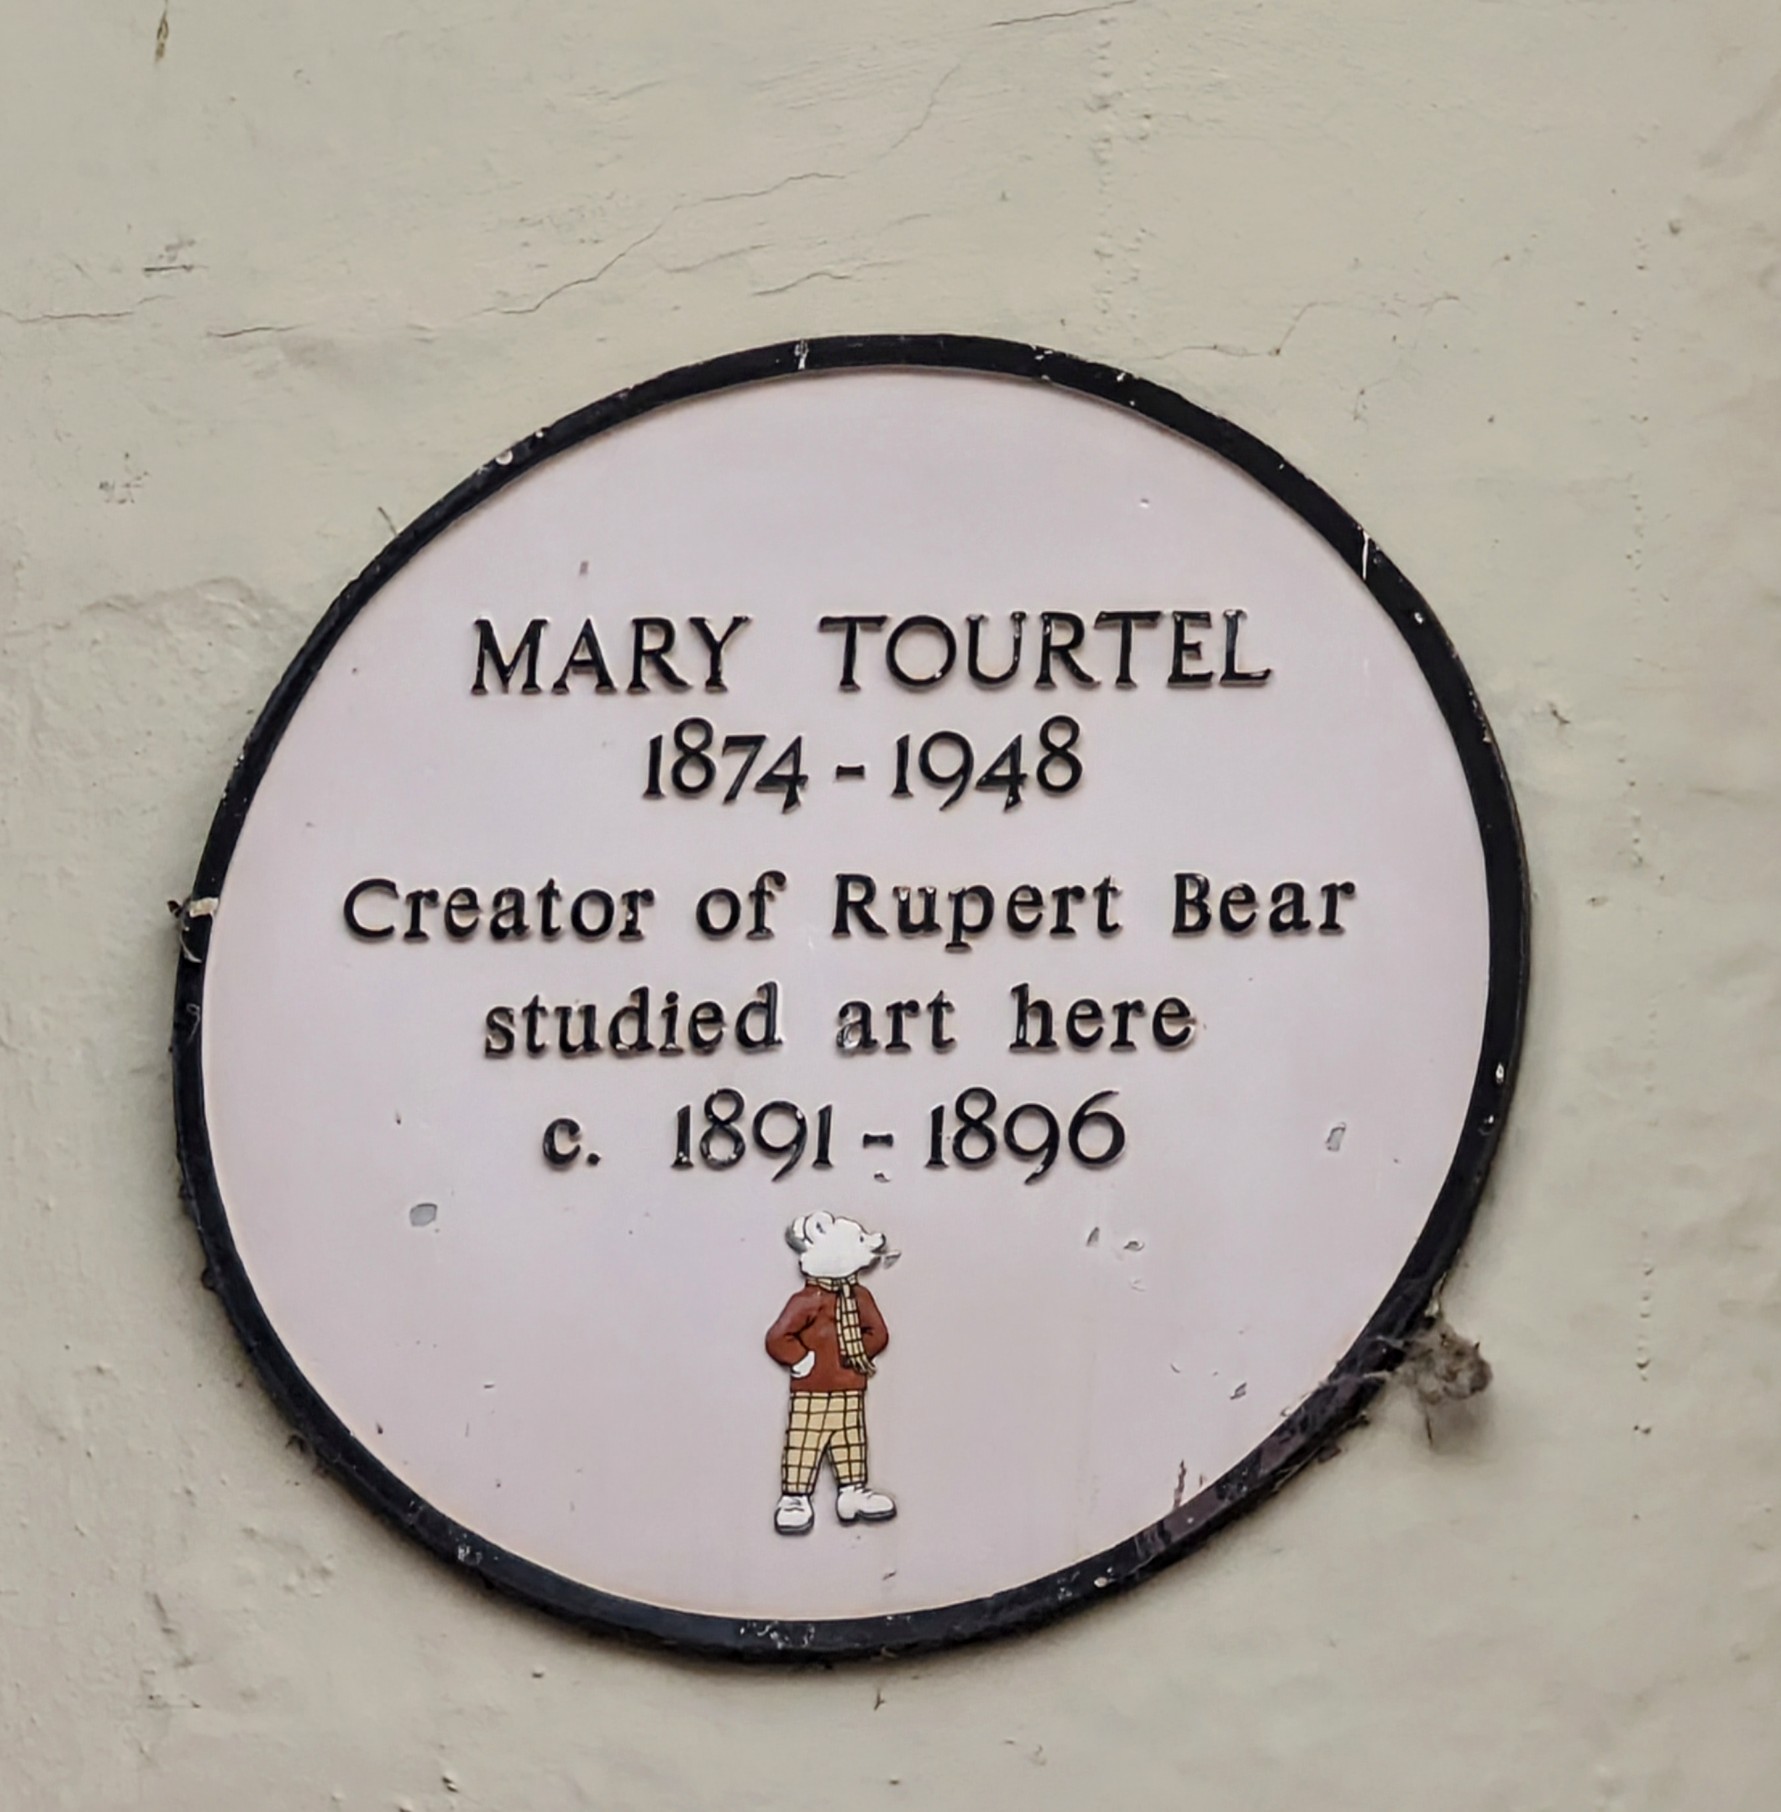 MARY TOURTEL
1874 - 1948
Creator of Rupert Bear
studied art here
c. 1891 - 1896